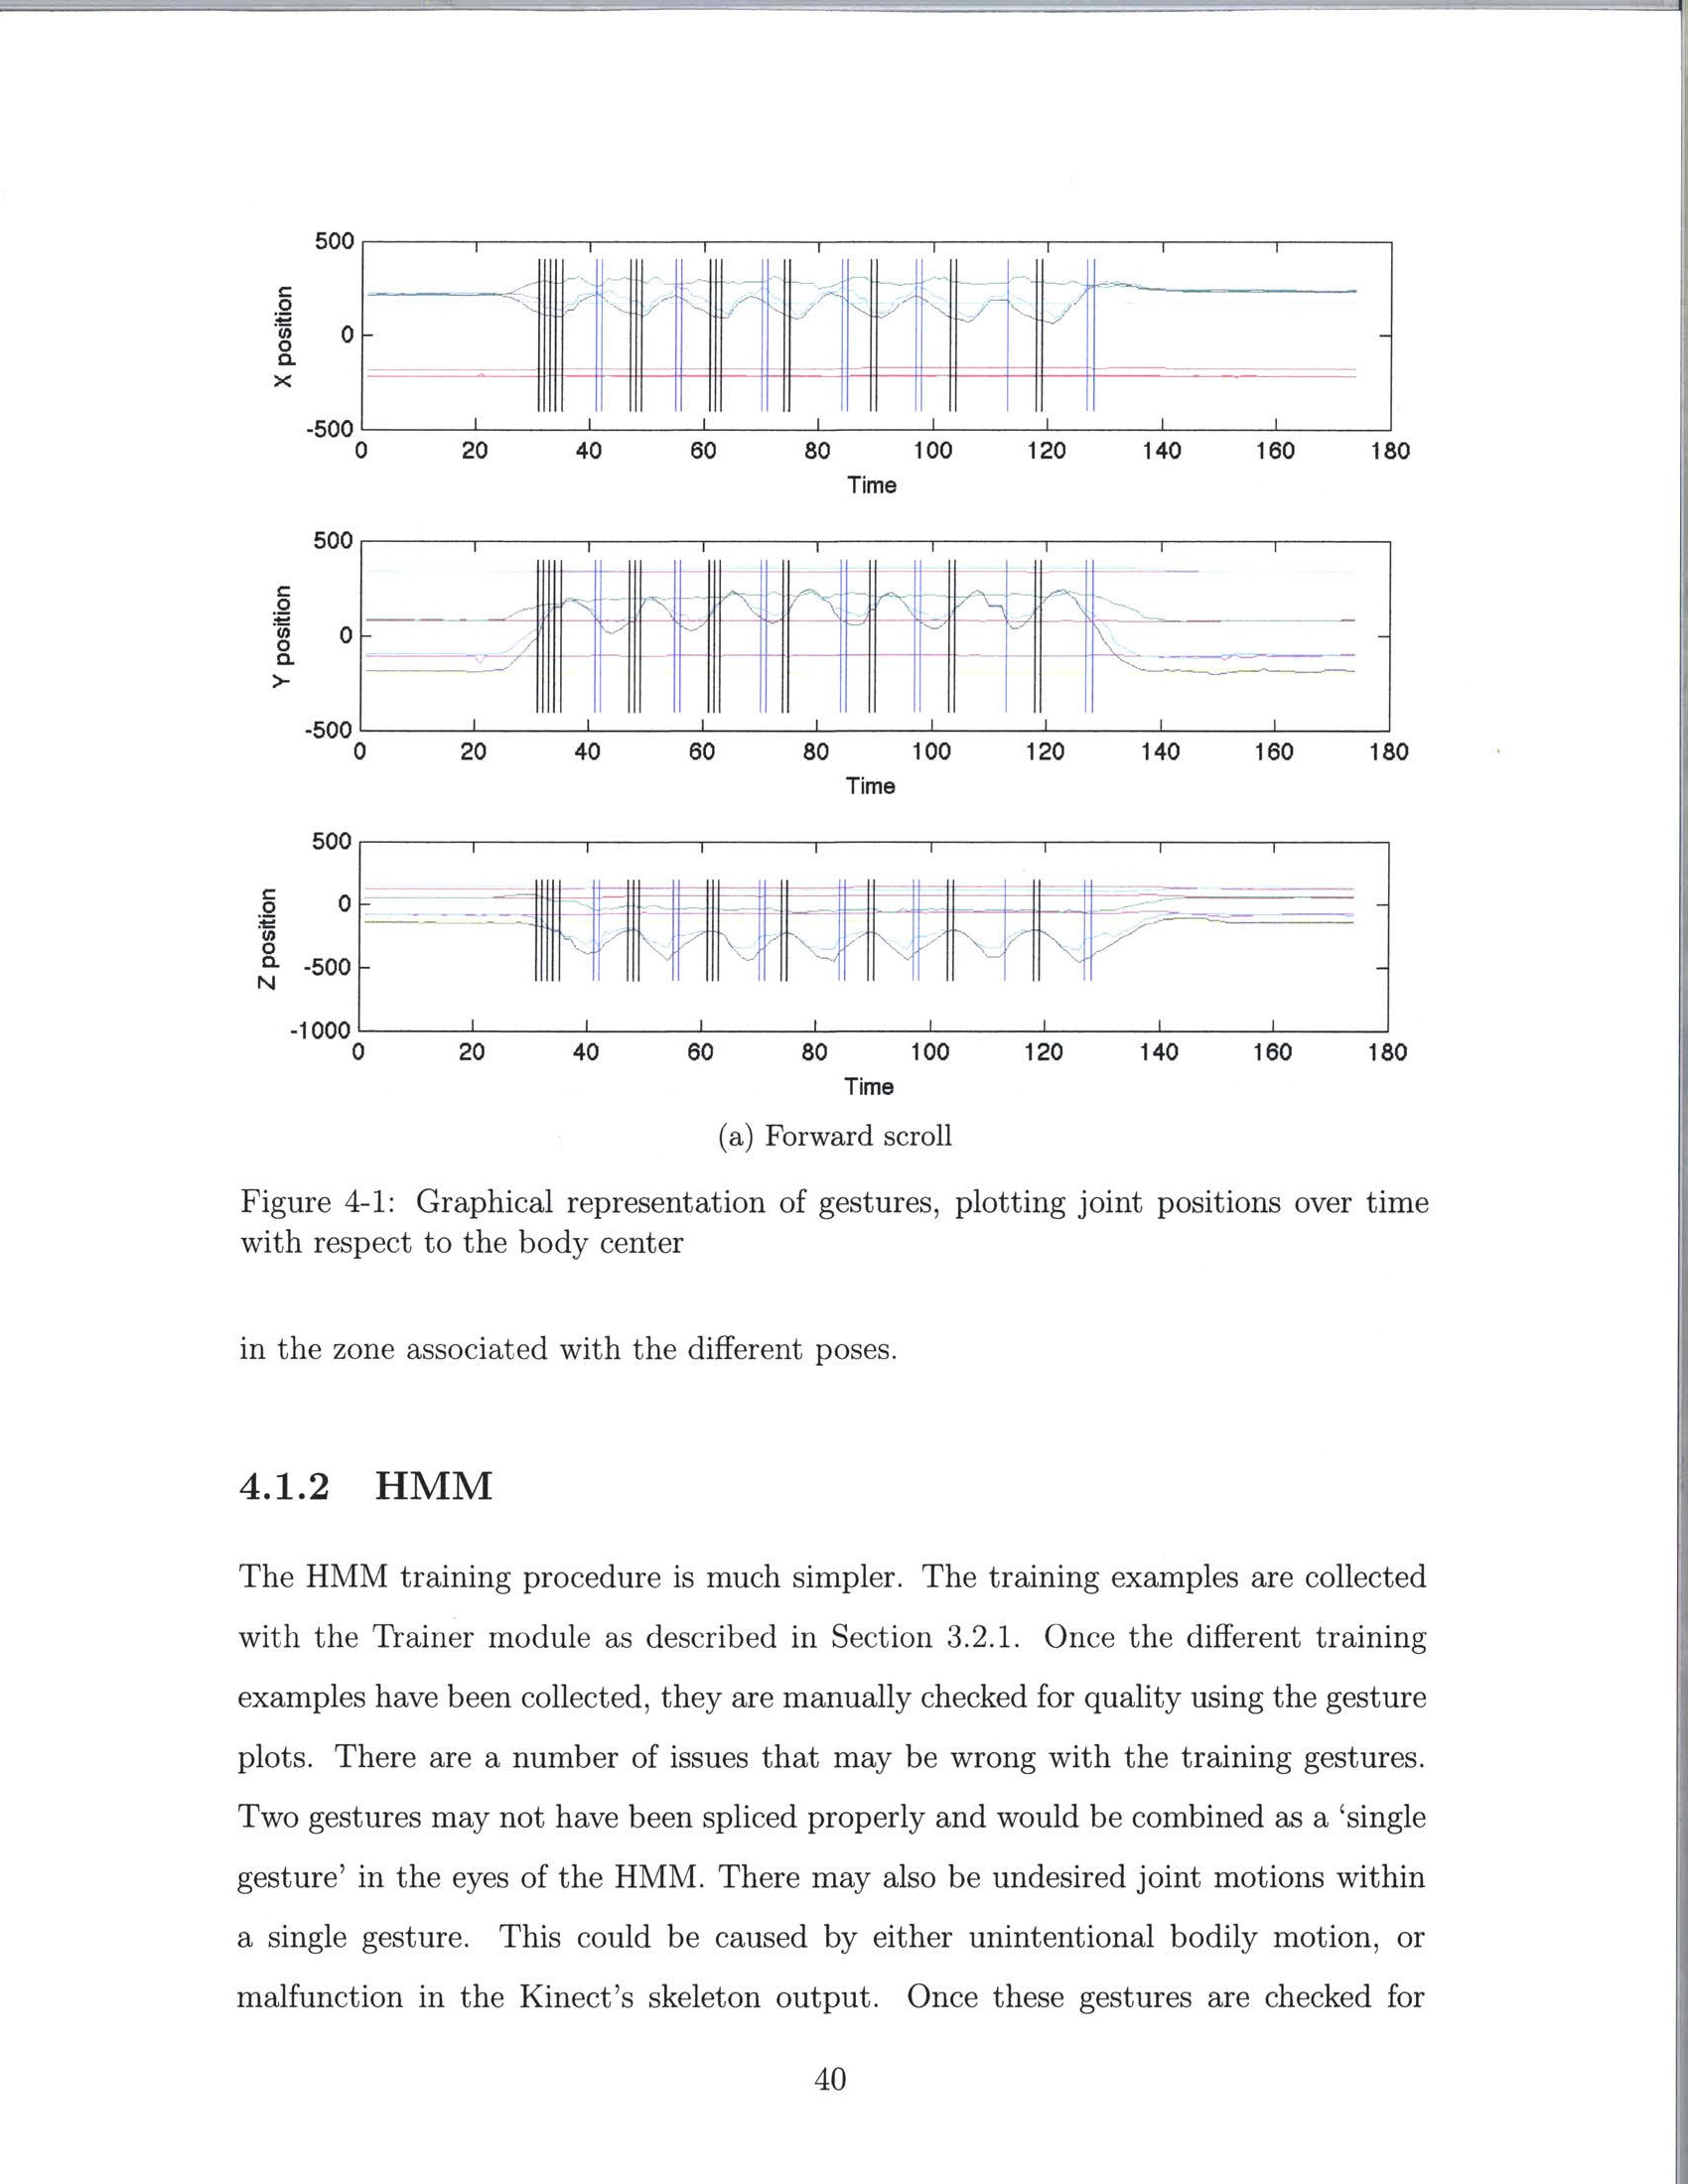 500
0
-500
X position
0 20 40 60 80 100 120 140 160 180
Time
500
0
-500
Y position
0 20 40 60 80 100 120 140 160 180
Time
500
0
-500
-1000
Z position
0 20 40 60 80 100 120 140 160 180
Time
(a) Forward scroll
Figure 4-1: Graphical representation of gestures, plotting joint positions over time
with respect to the body center
in the zone associated with the different poses.
4.1.2 HMM
The HMM training procedure is much simpler. The training examples are collected
with the Trainer module as described in Section 3.2.1. Once the different training
examples have been collected, they are manually checked for quality using the gesture
plots. There are a number of issues that may be wrong with the training gestures.
Two gestures may not have been spliced properly and would be combined as a ‘single
gesture’ in the eyes of the HMM. There may also be undesired joint motions within
a single gesture. This could be caused by either unintentional bodily motion, or
malfunction in the Kinect’s skeleton output. Once these gestures are checked for
40